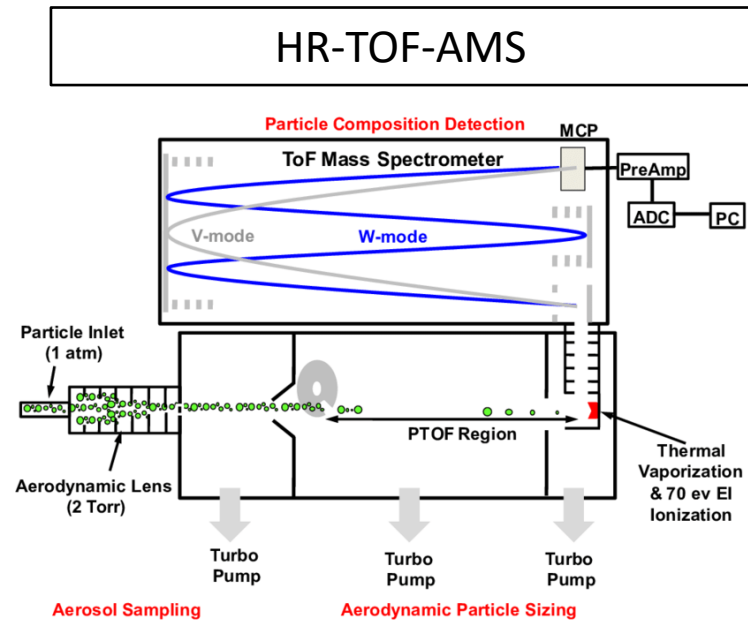 HR-TOF-AMS
Particle Composition Detection
MCP
ToF Mass Spectrometer
PreAmp
ADC
PC
V-mode
W-mode
Particle Inlet
(1 atm)
PTOF Region
Aerodynamic Lens
(2 Torr)
Thermal
Vaporization
& 70 ev EI
Ionization
Turbo
Pump
Turbo
Pump
Turbo
Pump
Aerosol Sampling
Aerodynamic Particle Sizing